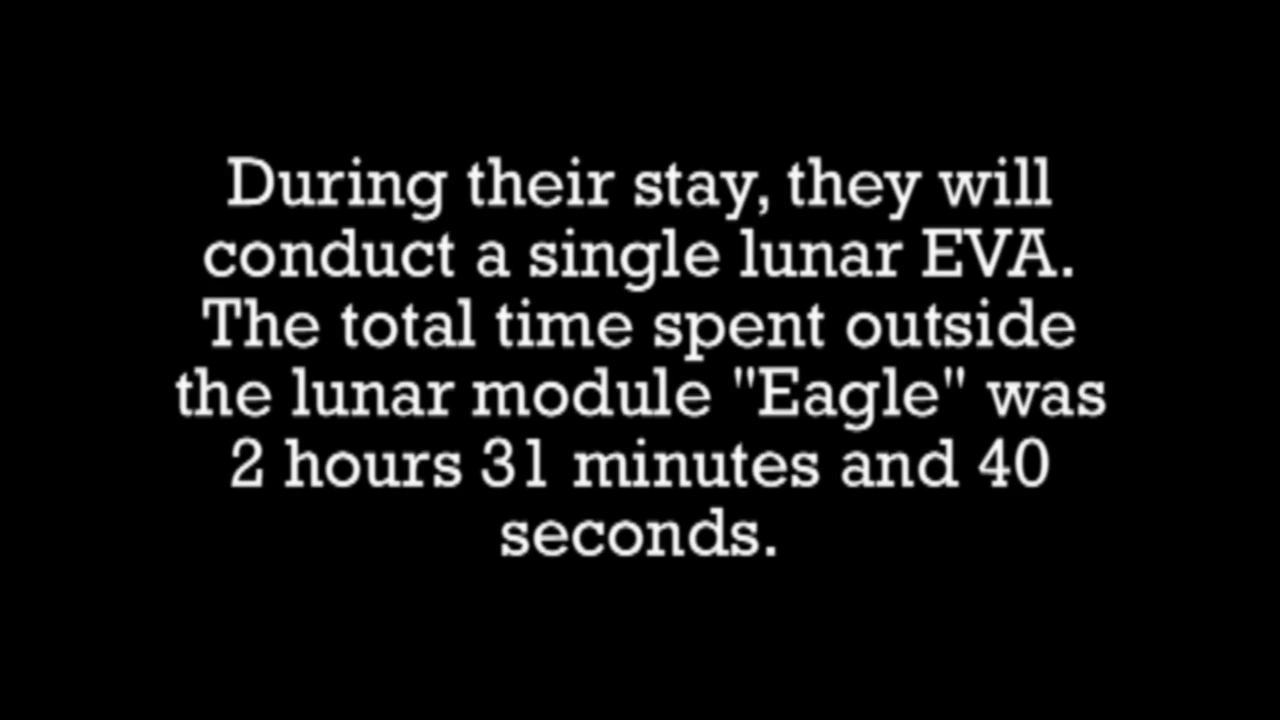 During their stay, they will
conduct a single lunar EVA.
The total time spent outside
the lunar module "Eagle" was
2 hours 31 minutes and 40
seconds.